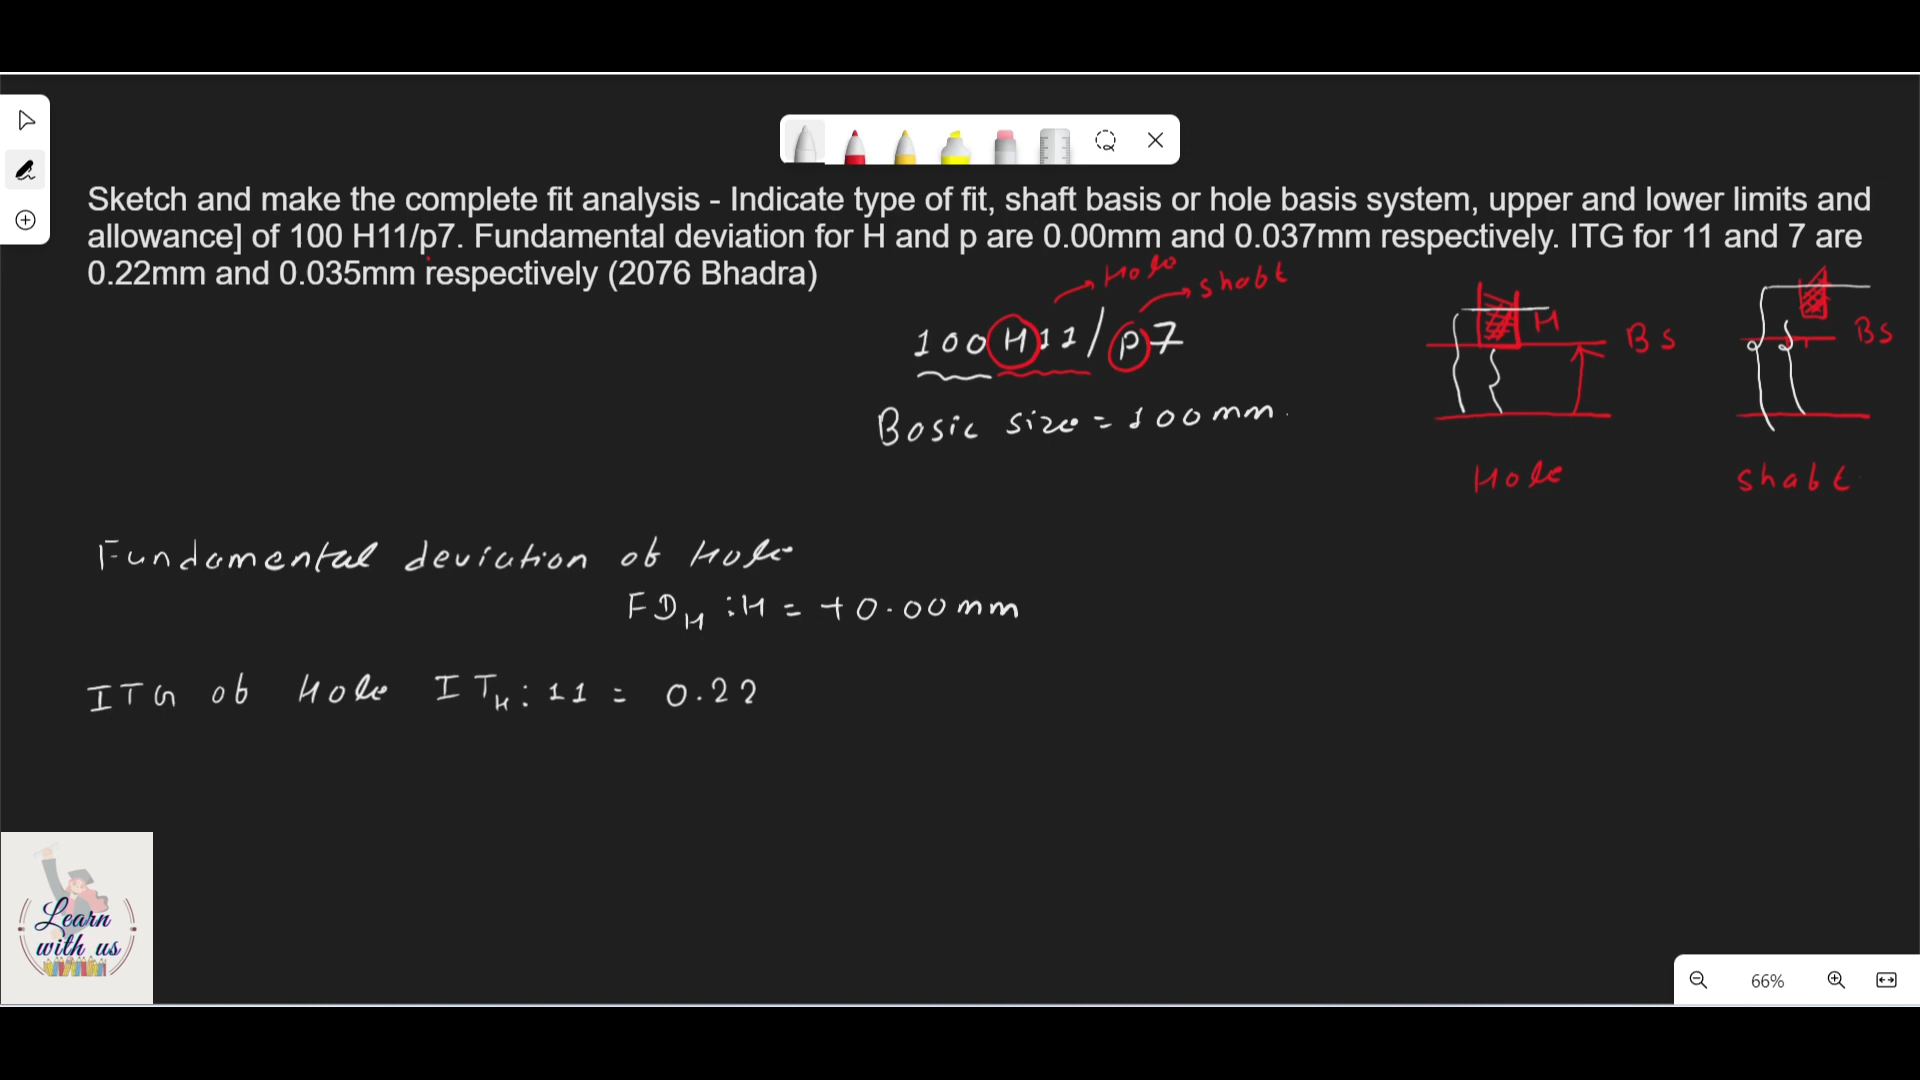 Sketch and make the complete fit analysis - Indicate type of fit, shaft basis or hole basis system, upper and lower limits and
allowance] of 100 H11/p7. Fundamental deviation for H and p are 0.00mm and 0.037mm respectively. ITG for 11 and 7 are
0.22mm and 0.035mm respectively (2076 Bhadra)
Hole
shaft
100 H11/p7
H
BS
BS
Basic size = 100mm.
Hole
shaft
Fundamental deviation of Hole
FDH :H = +0.00mm
ITG of Hole ITH: 11 = 0.22
Learn
with us
66%